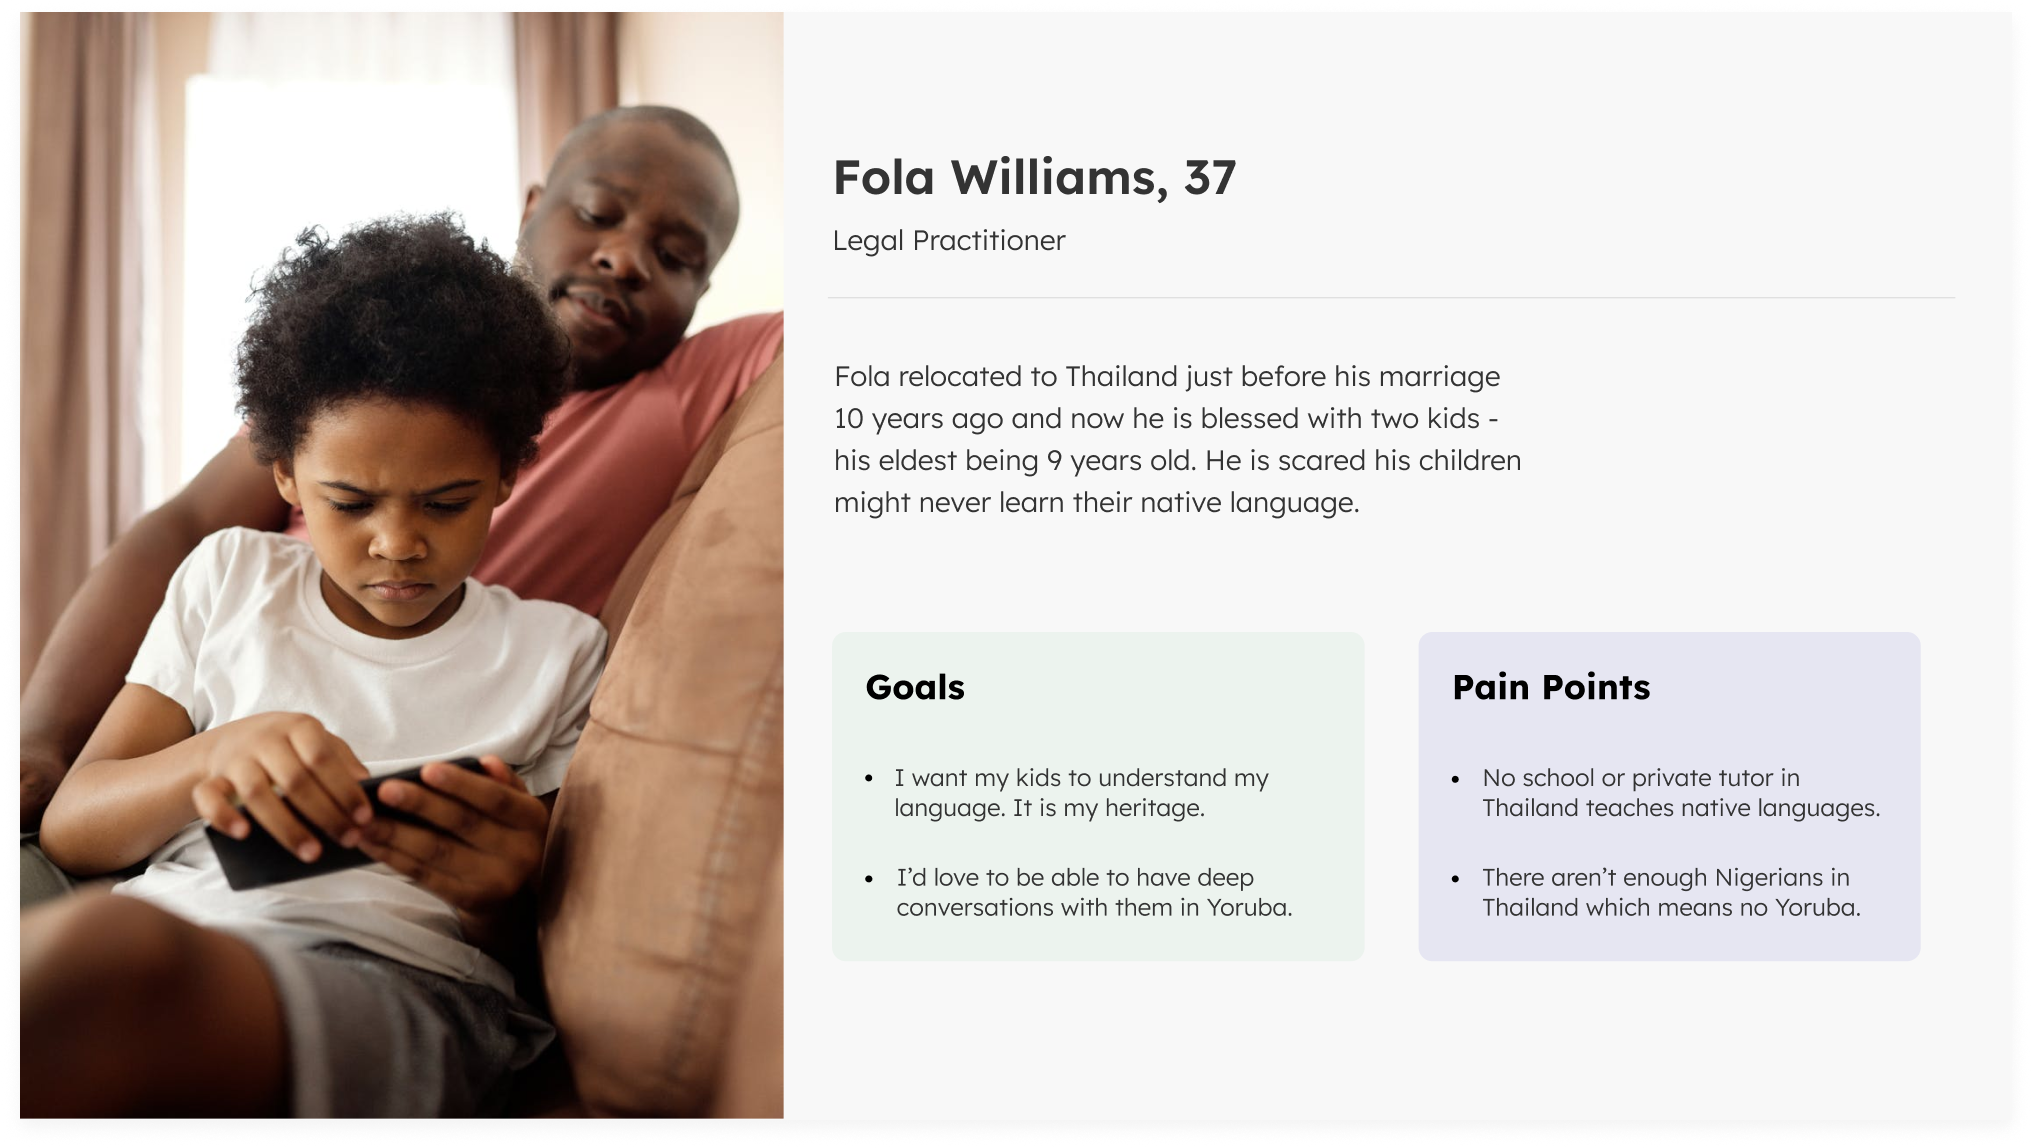 Fola Williams, 37
Legal Practitioner
Fola relocated to Thailand just before his marriage
10 years ago and now he is blessed with two kids -
his eldest being 9 years old. He is scared his children
might never learn their native language.
Goals
• I want my kids to understand my
language. It is my heritage.
• I’d love to be able to have deep
conversations with them in Yoruba.
Pain Points
• No school or private tutor in
Thailand teaches native languages.
• There aren’t enough Nigerians in
Thailand which means no Yoruba.